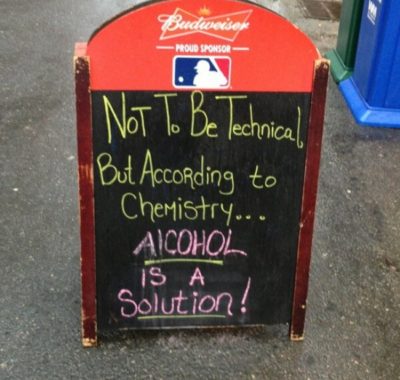 Budweiser
PROUD SPONSOR
NOT TO Be Technical,
But According to
Chemistry...
AlCOHOL
IS A
Solution!